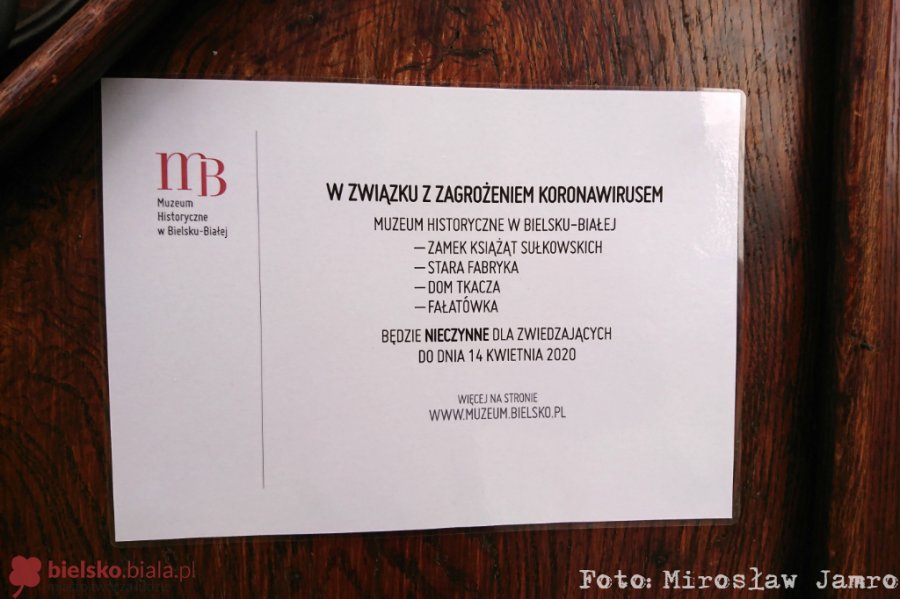 mB
Muzeum
Historyczne
w Bielsku-Białej
W ZWIĄZKU Z ZAGROŻENIEM KORONAWIRUSEM
MUZEUM HISTORYCZNE W BIELSKU-BIAŁEJ
— ZAMEK KSIĄŻĄT SUŁKOWSKICH
— STARA FABRYKA
— DOM TKACZA
— FAŁATÓWKA
BĘDZIE NIECZYNNE DLA ZWIEDZAJĄCYCH
DO DNIA 14 KWIETNIA 2020
WIĘCEJ NA STRONIE
WWW.MUZEUM.BIELSKO.PL
bielsko.biala.pl
Foto: Mirosław Jamro